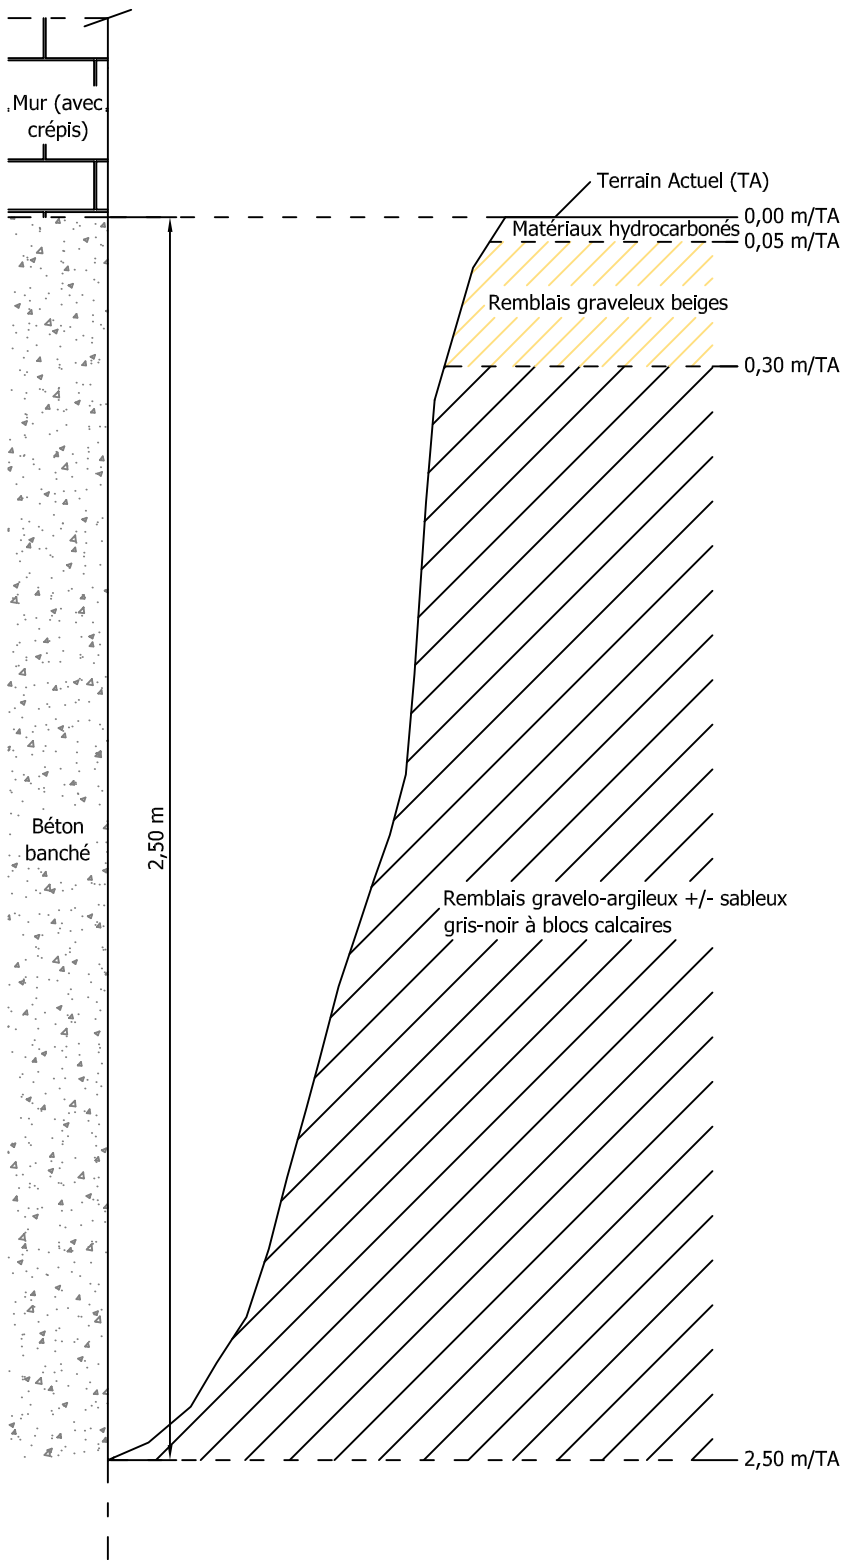 Mur (avec
crépis)
Terrain Actuel (TA)
0,00 m/TA
Matériaux hydrocarbonés
0,05 m/TA
Remblais graveleux beiges
0,30 m/TA
2,50 m
Béton
banché
Remblais gravelo-argileux +/- sableux
gris-noir à blocs calcaires
2,50 m/TA